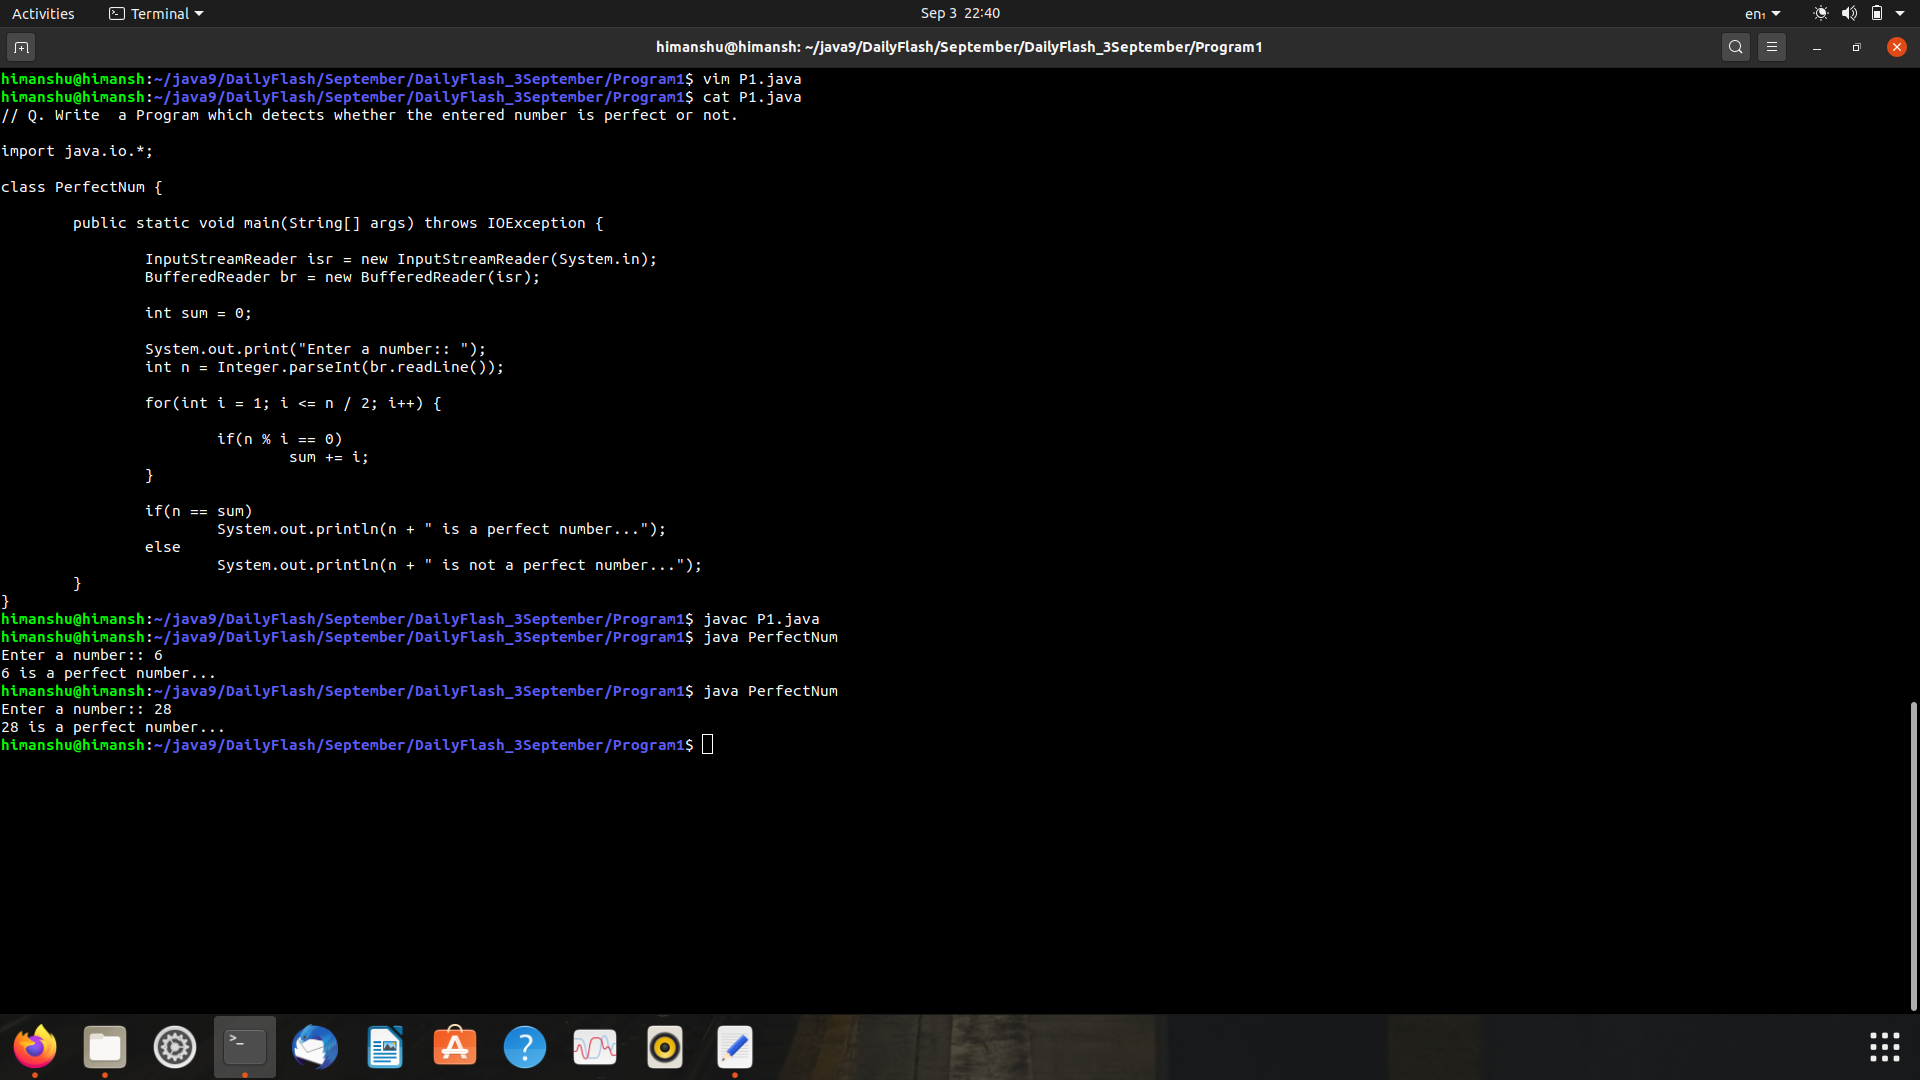 Activities
Terminal
Sep 3 22:40
en₁
himanshu@himansh: ~/java9/DailyFlash/September/DailyFlash_3September/Program1
himanshu@himansh:~/java9/DailyFlash/September/DailyFlash_3September/Program1$ vim P1.java
himanshu@himansh:~/java9/DailyFlash/September/DailyFlash_3September/Program1$ cat P1.java
// Q. Write  a Program which detects whether the entered number is perfect or not.

import java.io.*;

class PerfectNum {

        public static void main(String[] args) throws IOException {

                InputStreamReader isr = new InputStreamReader(System.in);
                BufferedReader br = new BufferedReader(isr);

                int sum = 0;

                System.out.print("Enter a number:: ");
                int n = Integer.parseInt(br.readLine());

                for(int i = 1; i <= n / 2; i++) {

                        if(n % i == 0)
                                sum += i;
                }

                if(n == sum)
                        System.out.println(n + " is a perfect number...");
                else
                        System.out.println(n + " is not a perfect number...");
        }
}
himanshu@himansh:~/java9/DailyFlash/September/DailyFlash_3September/Program1$ javac P1.java
himanshu@himansh:~/java9/DailyFlash/September/DailyFlash_3September/Program1$ java PerfectNum
Enter a number:: 6
6 is a perfect number...
himanshu@himansh:~/java9/DailyFlash/September/DailyFlash_3September/Program1$ java PerfectNum
Enter a number:: 28
28 is a perfect number...
himanshu@himansh:~/java9/DailyFlash/September/DailyFlash_3September/Program1$